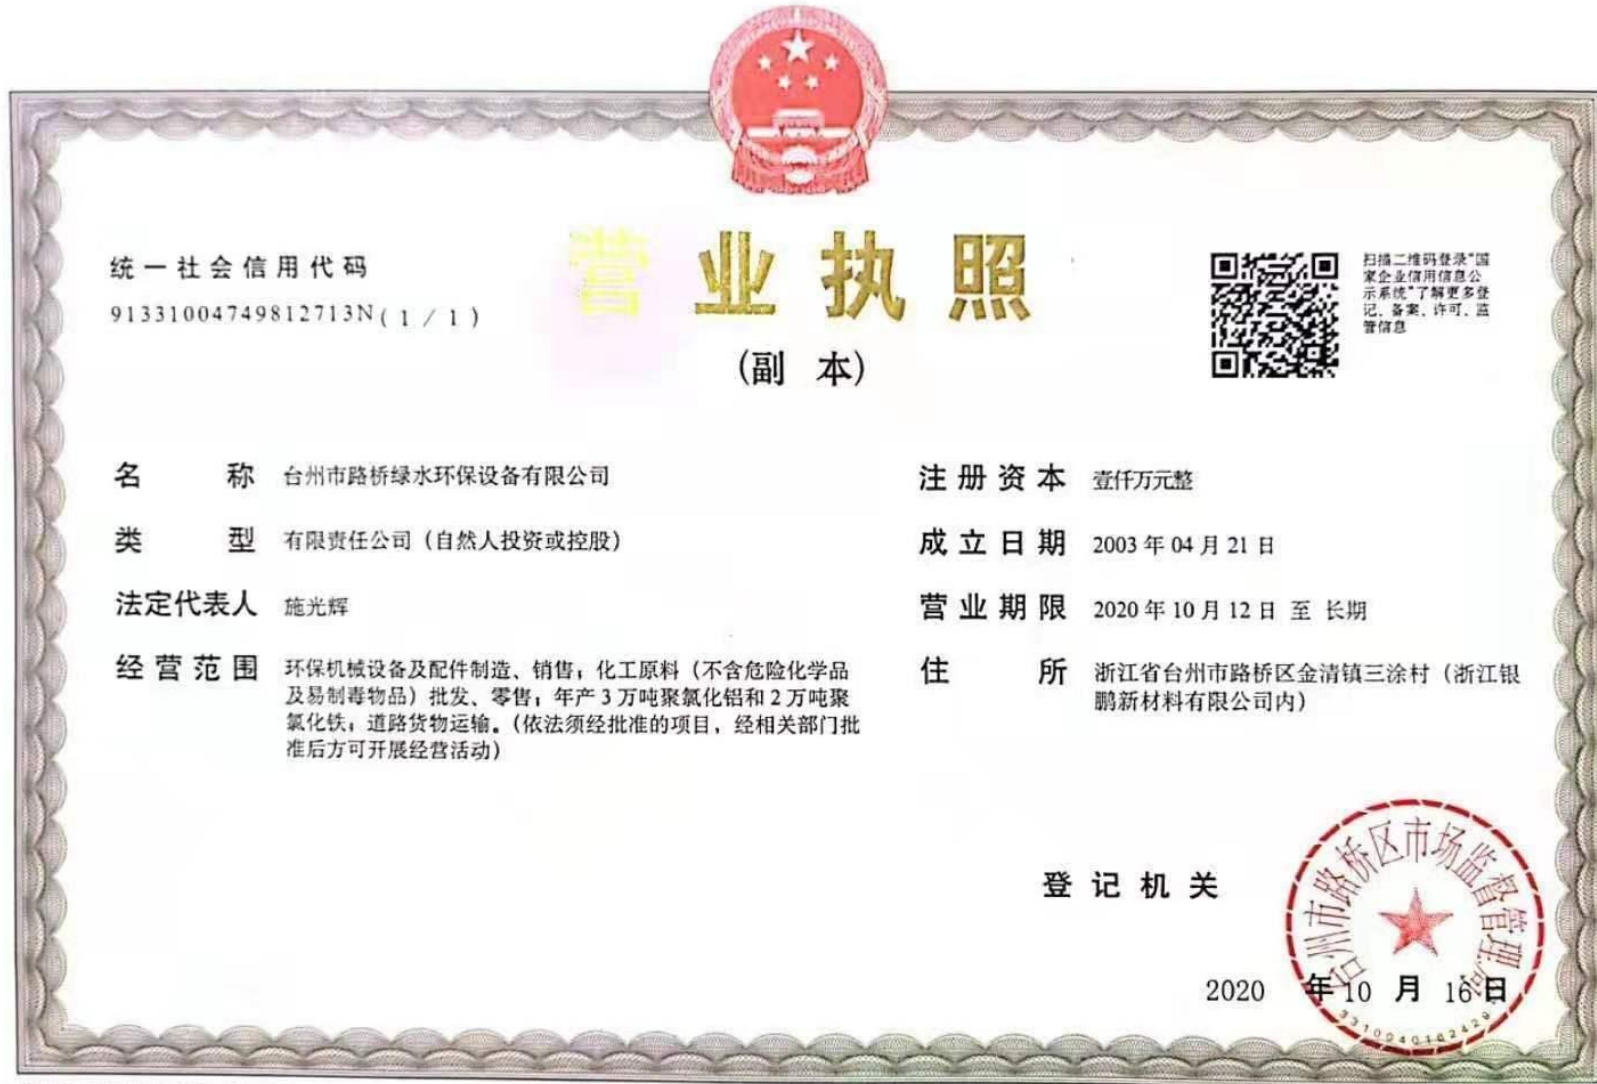 统一社会信用代码
91331004749812713N(1/1)
营业执照
(副 本)
扫描二维码登录"国
家企业信用信息公
示系统"了解更多登
记、备案、许可、监
管信息
名 称 台州市路桥绿水环保设备有限公司
类 型 有限责任公司（自然人投资或控股）
法定代表人 施光辉
经营范围 环保机械设备及配件制造、销售；化工原料（不含危险化学品
及易制毒物品）批发、零售；年产3万吨聚氯化铝和2万吨聚
氯化铁；道路货物运输。(依法须经批准的项目，经相关部门批
准后方可开展经营活动)
注册资本 壹仟万元整
成立日期 2003年04月21日
营业期限 2020年10月12日 至 长期
住 所 浙江省台州市路桥区金清镇三涂村（浙江银
鹏新材料有限公司内）
登记机关
台州市路桥区市场监督管理局
2020 年10 月 16日